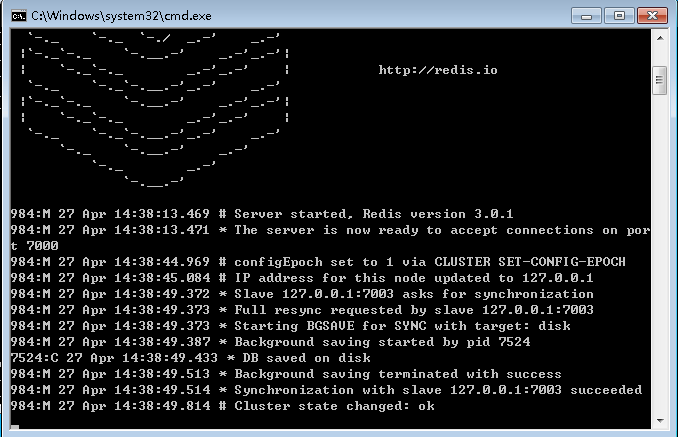 C:\Windows\system32\cmd.exe
http://redis.io
984:M 27 Apr 14:38:13.469 # Server started, Redis version 3.0.1
984:M 27 Apr 14:38:13.471 * The server is now ready to accept connections on por
t 7000
984:M 27 Apr 14:38:44.969 # configEpoch set to 1 via CLUSTER SET-CONFIG-EPOCH
984:M 27 Apr 14:38:45.084 # IP address for this node updated to 127.0.0.1
984:M 27 Apr 14:38:49.372 * Slave 127.0.0.1:7003 asks for synchronization
984:M 27 Apr 14:38:49.373 * Full resync requested by slave 127.0.0.1:7003
984:M 27 Apr 14:38:49.373 * Starting BGSAVE for SYNC with target: disk
984:M 27 Apr 14:38:49.387 * Background saving started by pid 7524
7524:C 27 Apr 14:38:49.433 * DB saved on disk
984:M 27 Apr 14:38:49.513 * Background saving terminated with success
984:M 27 Apr 14:38:49.514 * Synchronization with slave 127.0.0.1:7003 succeeded
984:M 27 Apr 14:38:49.814 # Cluster state changed: ok